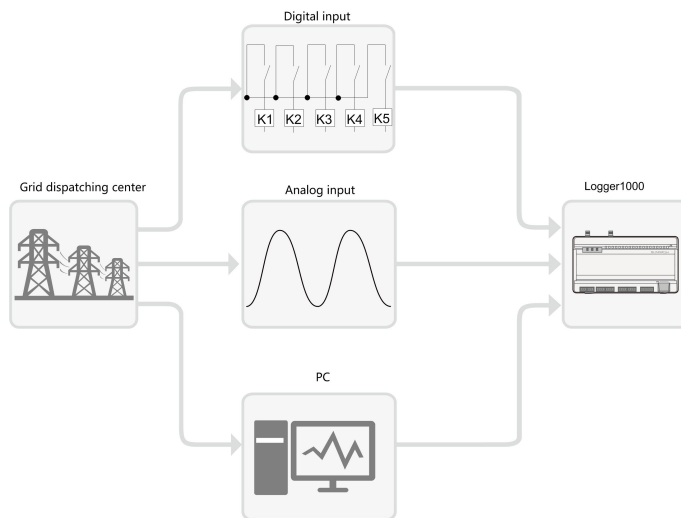 Digital input
K1 K2 K3 K4 K5
Grid dispatching center
Analog input
Logger1000
PC